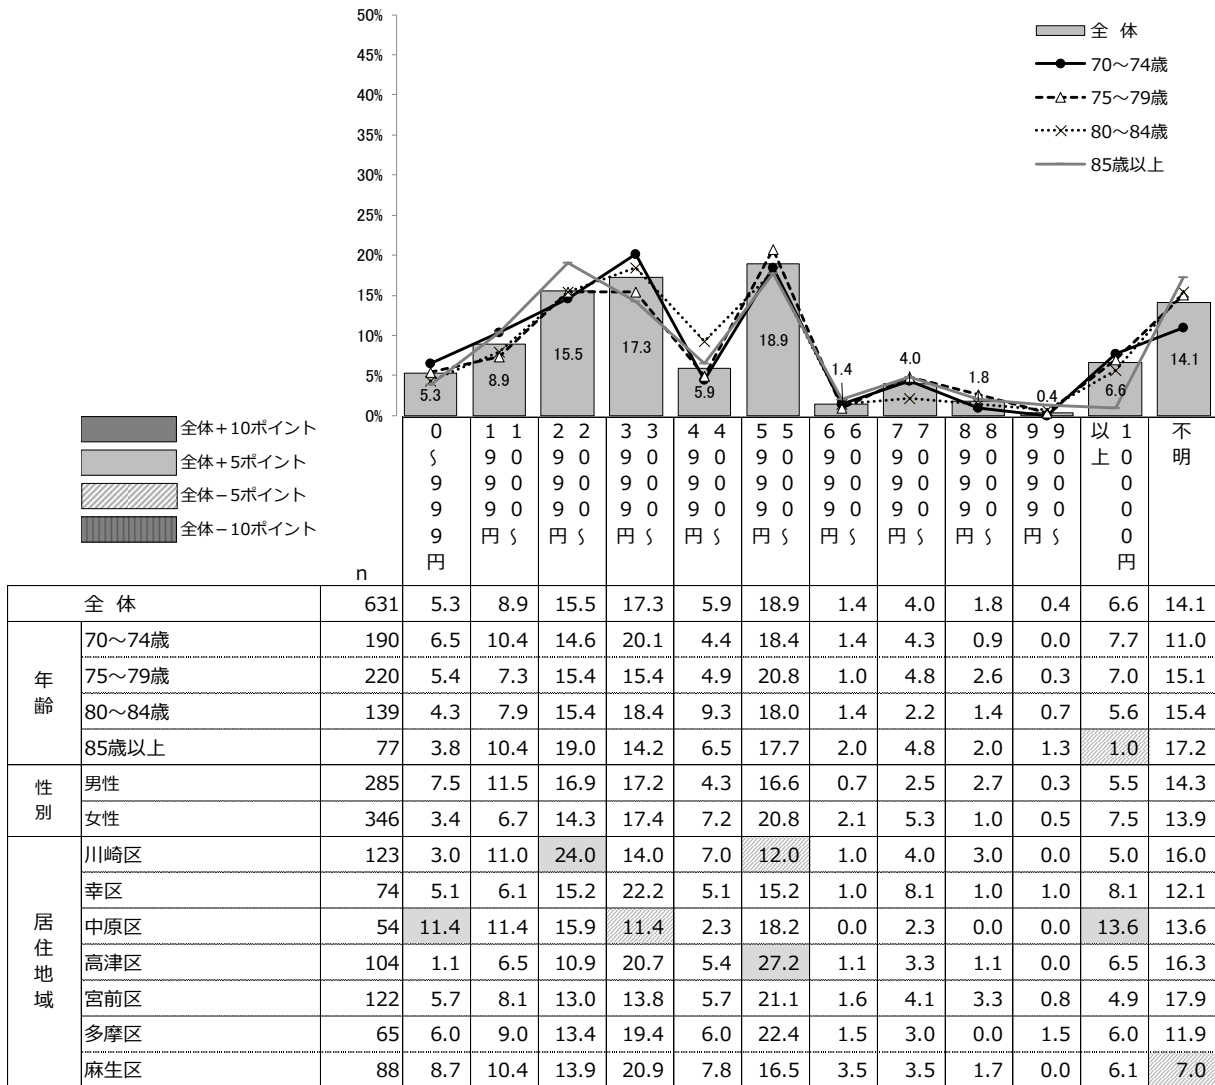 50%
45%
40%
35%
30%
25%
20%
15%
10%
5%
0%
全 体
70～74歳
75～79歳
80～84歳
85歳以上
5.3
8.9
15.5
17.3
5.9
18.9
1.4
4.0
1.8
0.4
6.6
14.1
全体＋10ポイント
全体＋5ポイント
全体－5ポイント
全体－10ポイント
0～999円
1000～
1999円
2000～
2999円
3000～
3999円
4000～
4999円
5000～
5999円
6000～
6999円
7000～
7999円
8000～
8999円
9000～
9999円
10000円
以上
不明
n
全 体 631 5.3 8.9 15.5 17.3 5.9 18.9 1.4 4.0 1.8 0.4 6.6 14.1
年齢
70～74歳 190 6.5 10.4 14.6 20.1 4.4 18.4 1.4 4.3 0.9 0.0 7.7 11.0
75～79歳 220 5.4 7.3 15.4 15.4 4.9 20.8 1.0 4.8 2.6 0.3 7.0 15.1
80～84歳 139 4.3 7.9 15.4 18.4 9.3 18.0 1.4 2.2 1.4 0.7 5.6 15.4
85歳以上 77 3.8 10.4 19.0 14.2 6.5 17.7 2.0 4.8 2.0 1.3 1.0 17.2
性別
男性 285 7.5 11.5 16.9 17.2 4.3 16.6 0.7 2.5 2.7 0.3 5.5 14.3
女性 346 3.4 6.7 14.3 17.4 7.2 20.8 2.1 5.3 1.0 0.5 7.5 13.9
居住地域
川崎区 123 3.0 11.0 24.0 14.0 7.0 12.0 1.0 4.0 3.0 0.0 5.0 16.0
幸区 74 5.1 6.1 15.2 22.2 5.1 15.2 1.0 8.1 1.0 1.0 8.1 12.1
中原区 54 11.4 11.4 15.9 11.4 2.3 18.2 0.0 2.3 0.0 0.0 13.6 13.6
高津区 104 1.1 6.5 10.9 20.7 5.4 27.2 1.1 3.3 1.1 0.0 6.5 16.3
宮前区 122 5.7 8.1 13.0 13.8 5.7 21.1 1.6 4.1 3.3 0.8 4.9 17.9
多摩区 65 6.0 9.0 13.4 19.4 6.0 22.4 1.5 3.0 0.0 1.5 6.0 11.9
麻生区 88 8.7 10.4 13.9 20.9 7.8 16.5 3.5 3.5 1.7 0.0 6.1 7.0